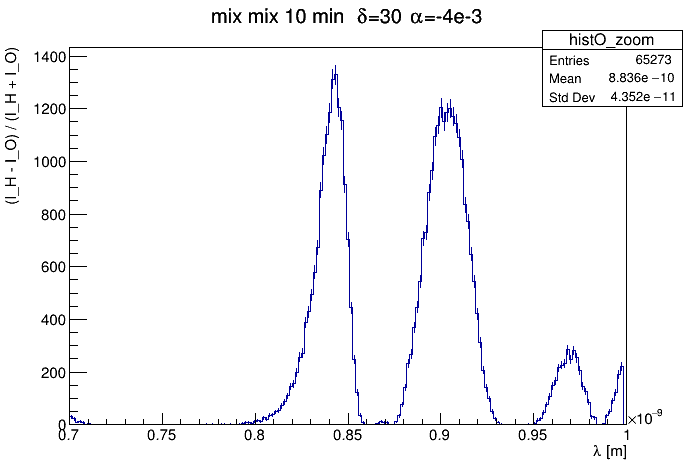 mix mix 10 min δ=30 α=-4e-3
histO_zoom
Entries 65273
Mean 8.836e−10
Std Dev 4.352e−11
(I_H - I_O) / (I_H + I_O)
1400
1200
1000
800
600
400
200
0
0.7 0.75 0.8 0.85 0.9 0.95 1
×10⁻⁹
λ [m]